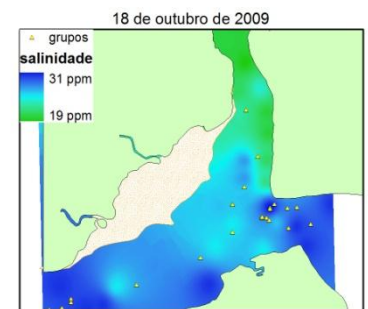 18 de outubro de 2009
grupos
salinidade
31 ppm
19 ppm